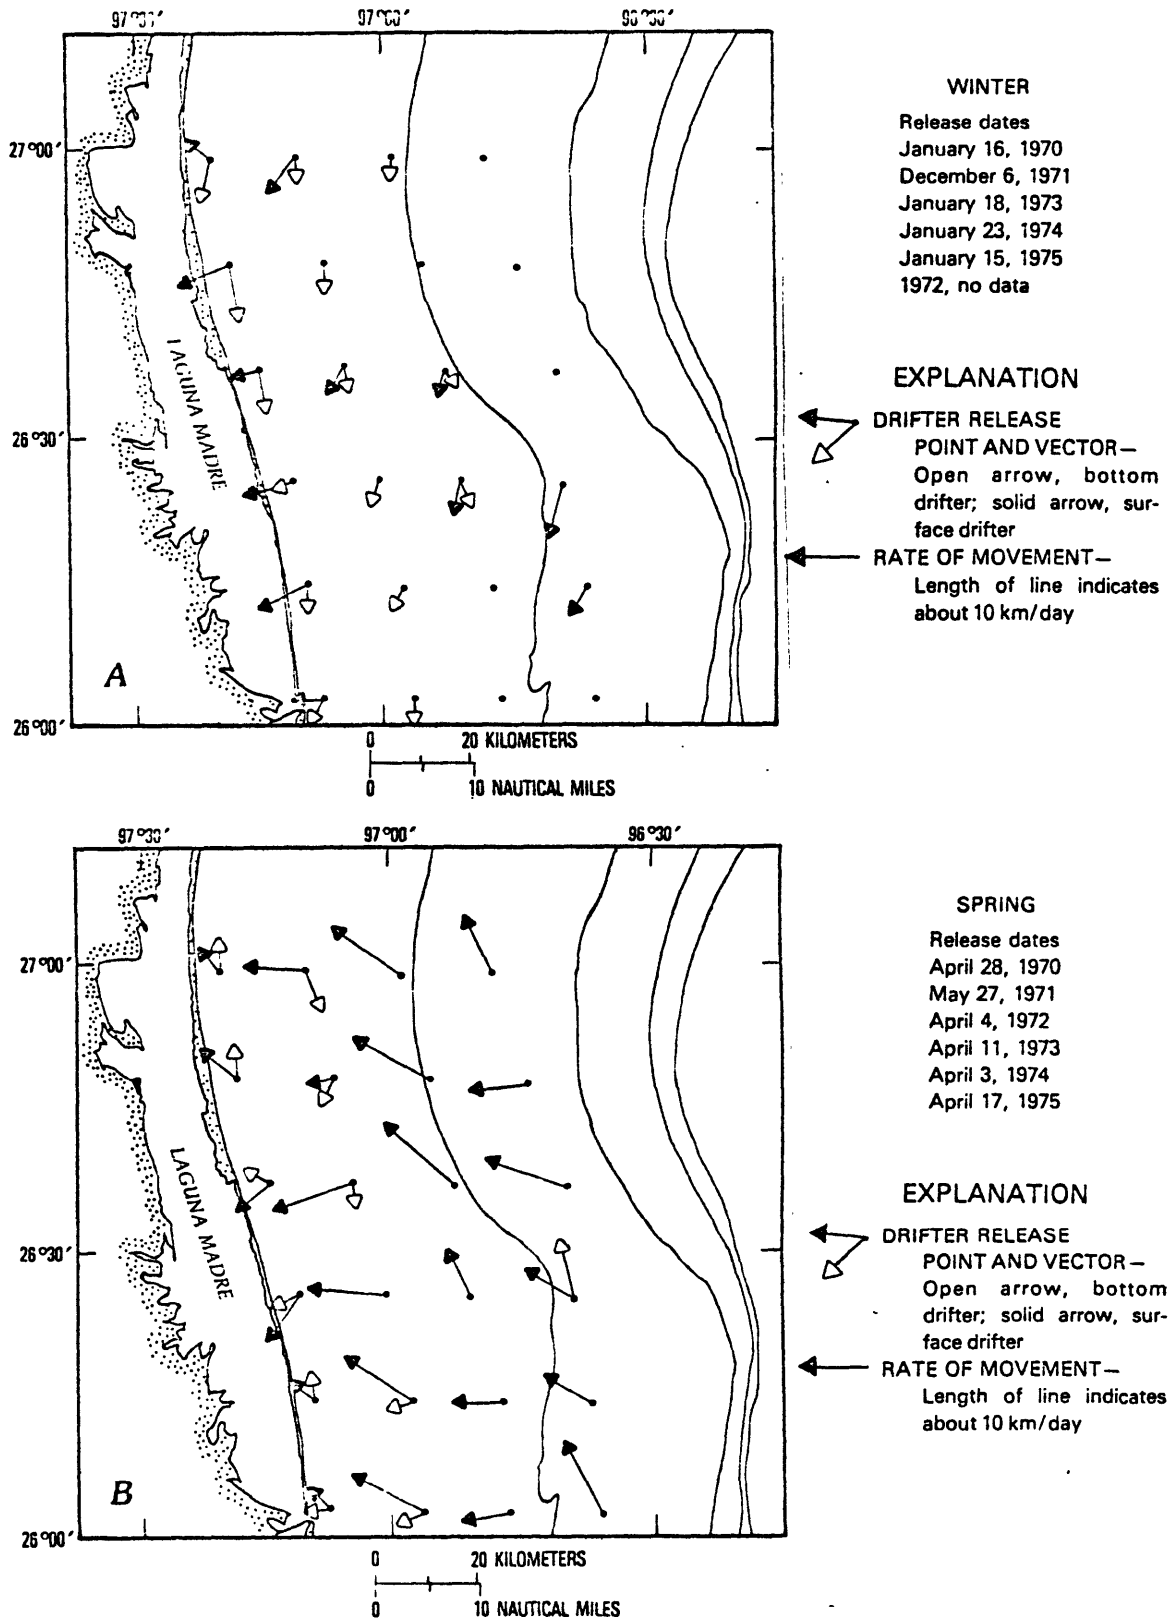 97°30′ 97°00′ 96°30′
27°00′
26°30′
26°00′
LAGUNA MADRE
A
0 20 KILOMETERS
0 10 NAUTICAL MILES
WINTER
Release dates
January 16, 1970
December 6, 1971
January 18, 1973
January 23, 1974
January 15, 1975
1972, no data
EXPLANATION
DRIFTER RELEASE
POINT AND VECTOR—
Open arrow, bottom
drifter; solid arrow, sur-
face drifter
RATE OF MOVEMENT—
Length of line indicates
about 10 km/day
97°30′ 97°00′ 96°30′
27°00′
26°30′
26°00′
LAGUNA MADRE
B
0 20 KILOMETERS
0 10 NAUTICAL MILES
SPRING
Release dates
April 28, 1970
May 27, 1971
April 4, 1972
April 11, 1973
April 3, 1974
April 17, 1975
EXPLANATION
DRIFTER RELEASE
POINT AND VECTOR—
Open arrow, bottom
drifter; solid arrow, sur-
face drifter
RATE OF MOVEMENT—
Length of line indicates
about 10 km/day